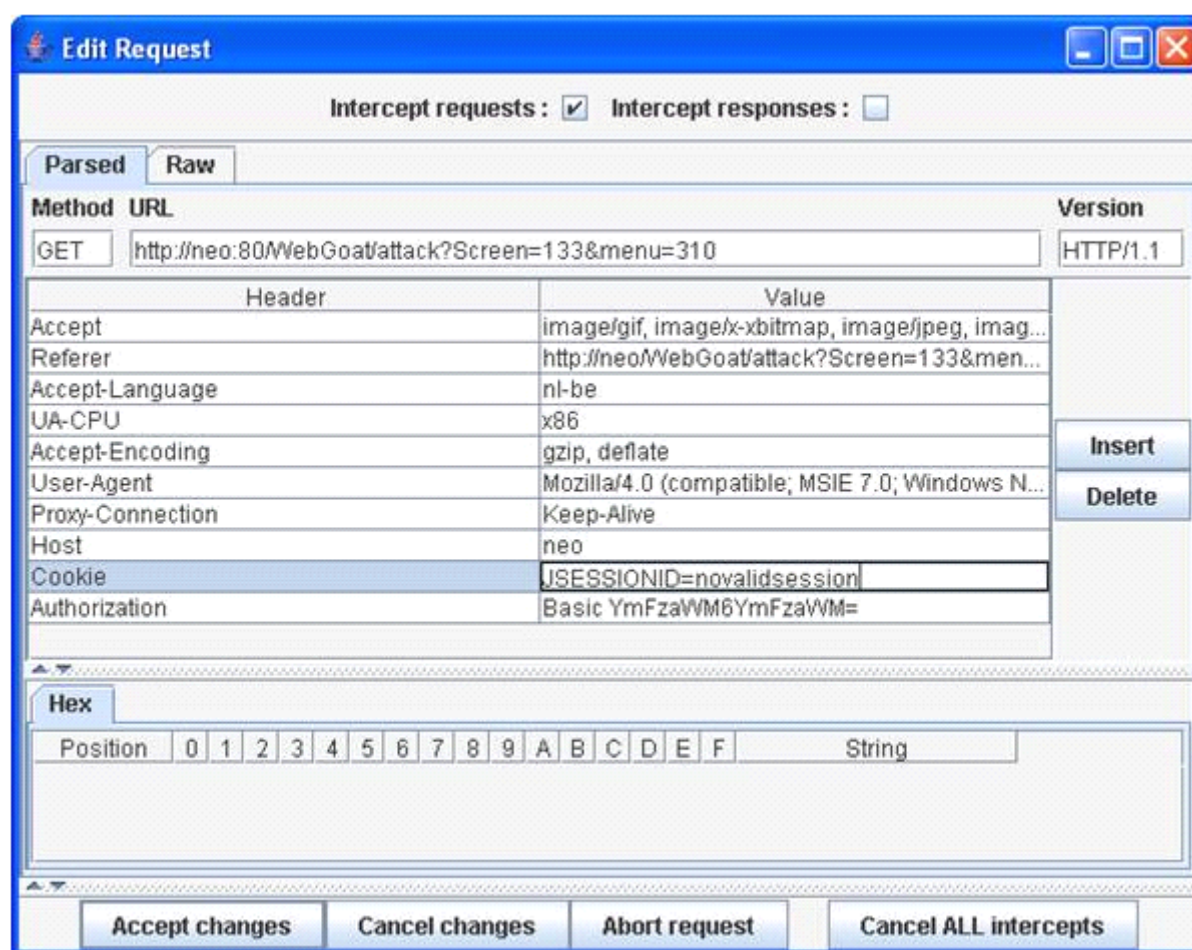 Edit Request
Intercept requests : Intercept responses :
Parsed Raw
Method URL Version
GET http://neo:80/WebGoat/attack?Screen=133&menu=310 HTTP/1.1
Header Value
Accept image/gif, image/x-xbitmap, image/jpeg, imag...
Referer http://neo/WebGoat/attack?Screen=133&men...
Accept-Language nl-be
UA-CPU x86
Accept-Encoding gzip, deflate
Insert
User-Agent Mozilla/4.0 (compatible; MSIE 7.0; Windows N...
Delete
Proxy-Connection Keep-Alive
Host neo
Cookie JSESSIONID=novalidsession
Authorization Basic YmFzaWM6YmFzaWM=
Hex
Position 0 1 2 3 4 5 6 7 8 9 A B C D E F String
Accept changes Cancel changes Abort request Cancel ALL intercepts